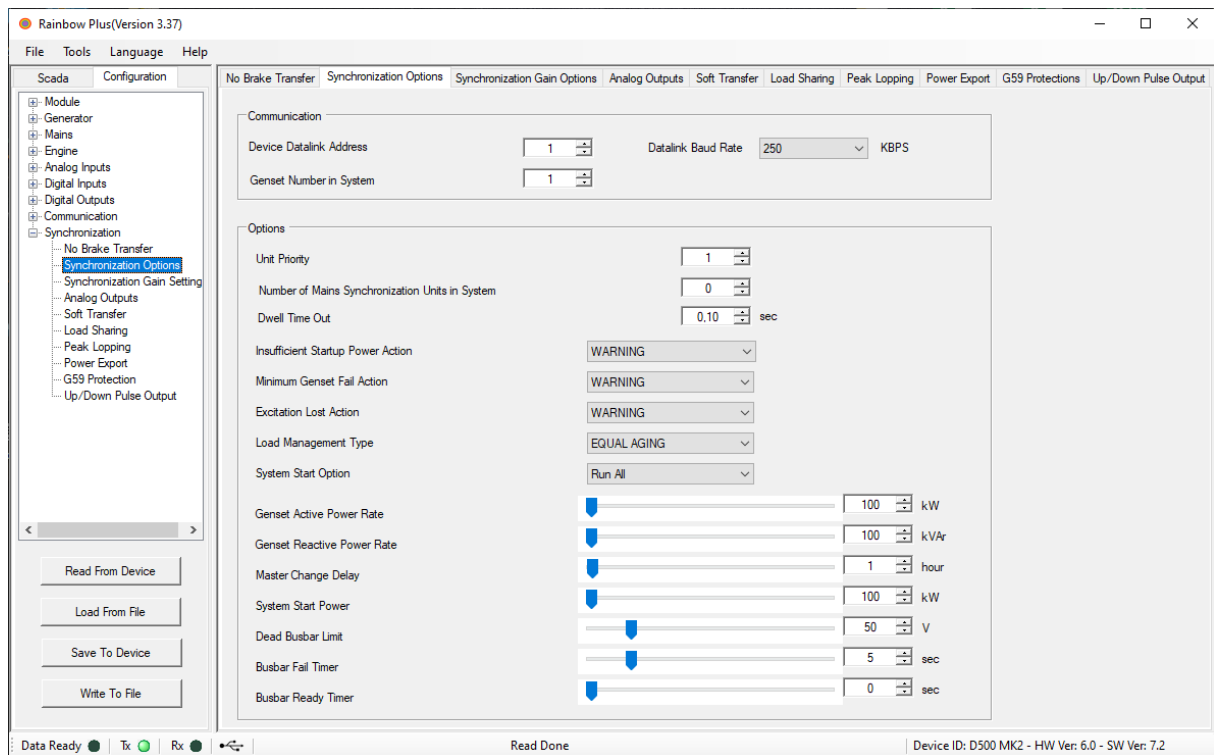 Rainbow Plus(Version 3.37)
File Tools Language Help
Scada Configuration
Module
Generator
Mains
Engine
Analog Inputs
Digital Inputs
Digital Outputs
Communication
Synchronization
No Brake Transfer
Synchronization Options
Synchronization Gain Setting
Analog Outputs
Soft Transfer
Load Sharing
Peak Lopping
Power Export
G59 Protection
Up/Down Pulse Output
Read From Device
Load From File
Save To Device
Write To File
No Brake Transfer Synchronization Options Synchronization Gain Options Analog Outputs Soft Transfer Load Sharing Peak Lopping Power Export G59 Protections Up/Down Pulse Output
Communication
Device Datalink Address 1 Datalink Baud Rate 250 KBPS
Genset Number in System 1
Options
Unit Priority 1
Number of Mains Synchronization Units in System 0
Dwell Time Out 0,10 sec
Insufficient Startup Power Action WARNING
Minimum Genset Fail Action WARNING
Excitation Lost Action WARNING
Load Management Type EQUAL AGING
System Start Option Run All
Genset Active Power Rate 100 kW
Genset Reactive Power Rate 100 kVAr
Master Change Delay 1 hour
System Start Power 100 kW
Dead Busbar Limit 50 V
Busbar Fail Timer 5 sec
Busbar Ready Timer 0 sec
Data Ready Tx Rx Read Done Device ID: D500 MK2 - HW Ver: 6.0 - SW Ver: 7.2